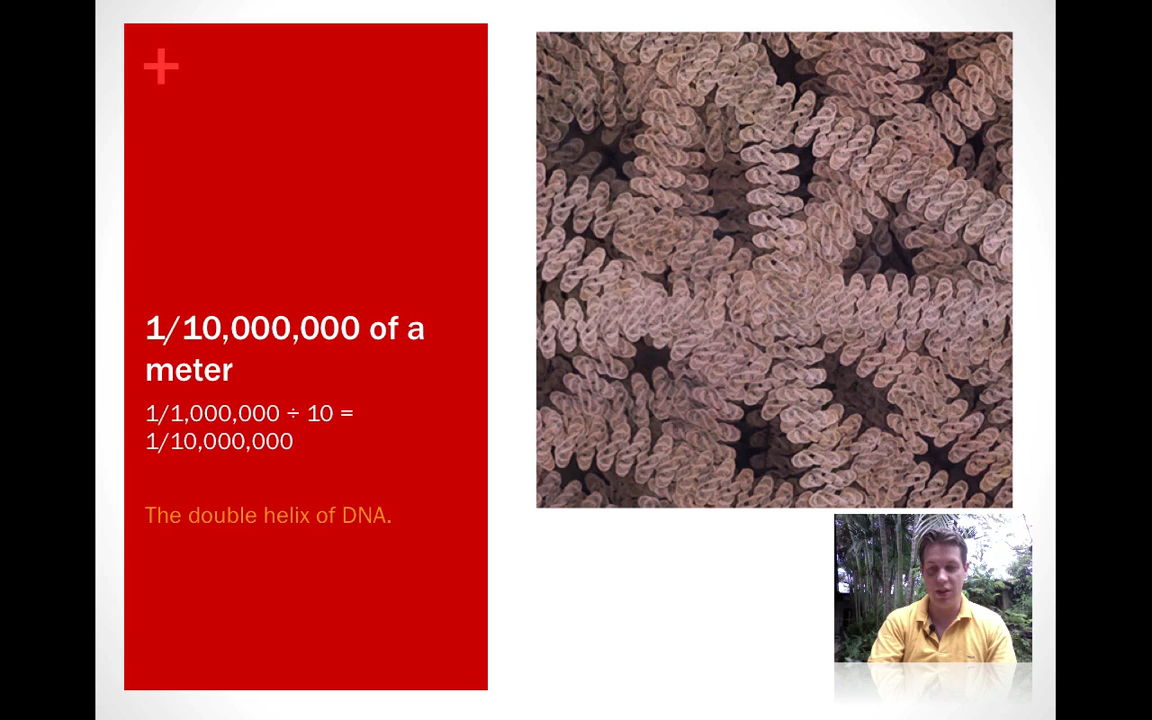 +
1/10,000,000 of a
meter
1/1,000,000 ÷ 10 =
1/10,000,000
The double helix of DNA.